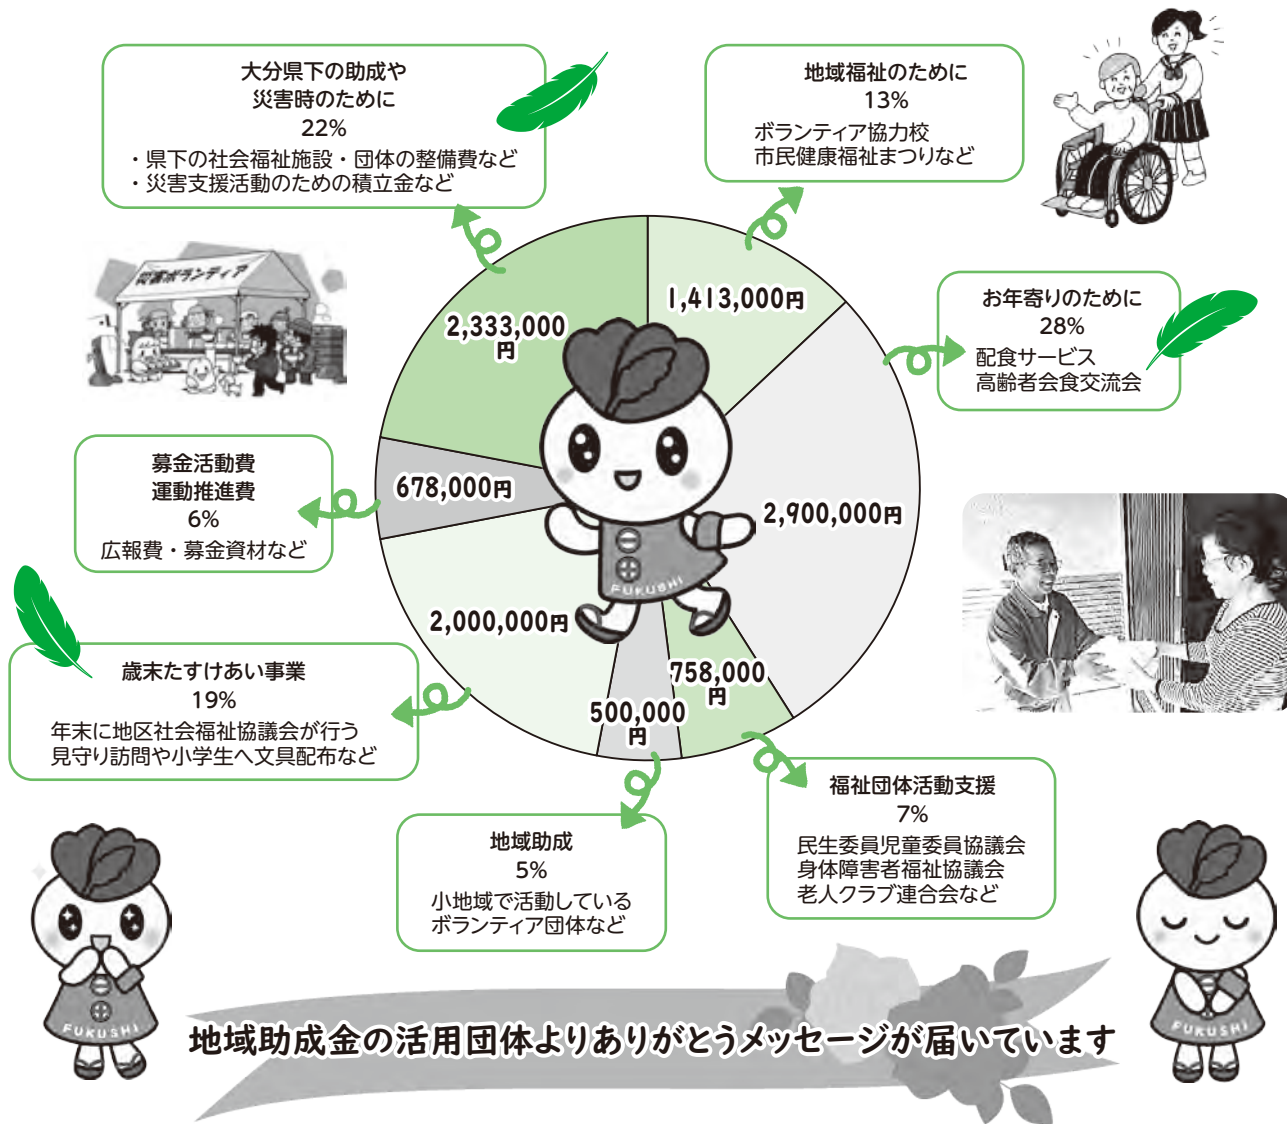 大分県下の助成や
災害時のために
22%
・県下の社会福祉施設・団体の整備費など
・災害支援活動のための積立金など
地域福祉のために
13%
ボランティア協力校
市民健康福祉まつりなど
お年寄りのために
28%
配食サービス
高齢者会食交流会
災害ボランティア
1,413,000円
2,333,000
円
678,000円
2,900,000円
2,000,000円
758,000
円
500,000
円
FUKUSHI
募金活動費
運動推進費
6%
広報費・募金資材など
歳末たすけあい事業
19%
年末に地区社会福祉協議会が行う
見守り訪問や小学生へ文具配布など
地域助成
5%
小地域で活動している
ボランティア団体など
福祉団体活動支援
7%
民生委員児童委員協議会
身体障害者福祉協議会
老人クラブ連合会など
FUKUSHI
FUKUSHI
地域助成金の活用団体よりありがとうメッセージが届いています